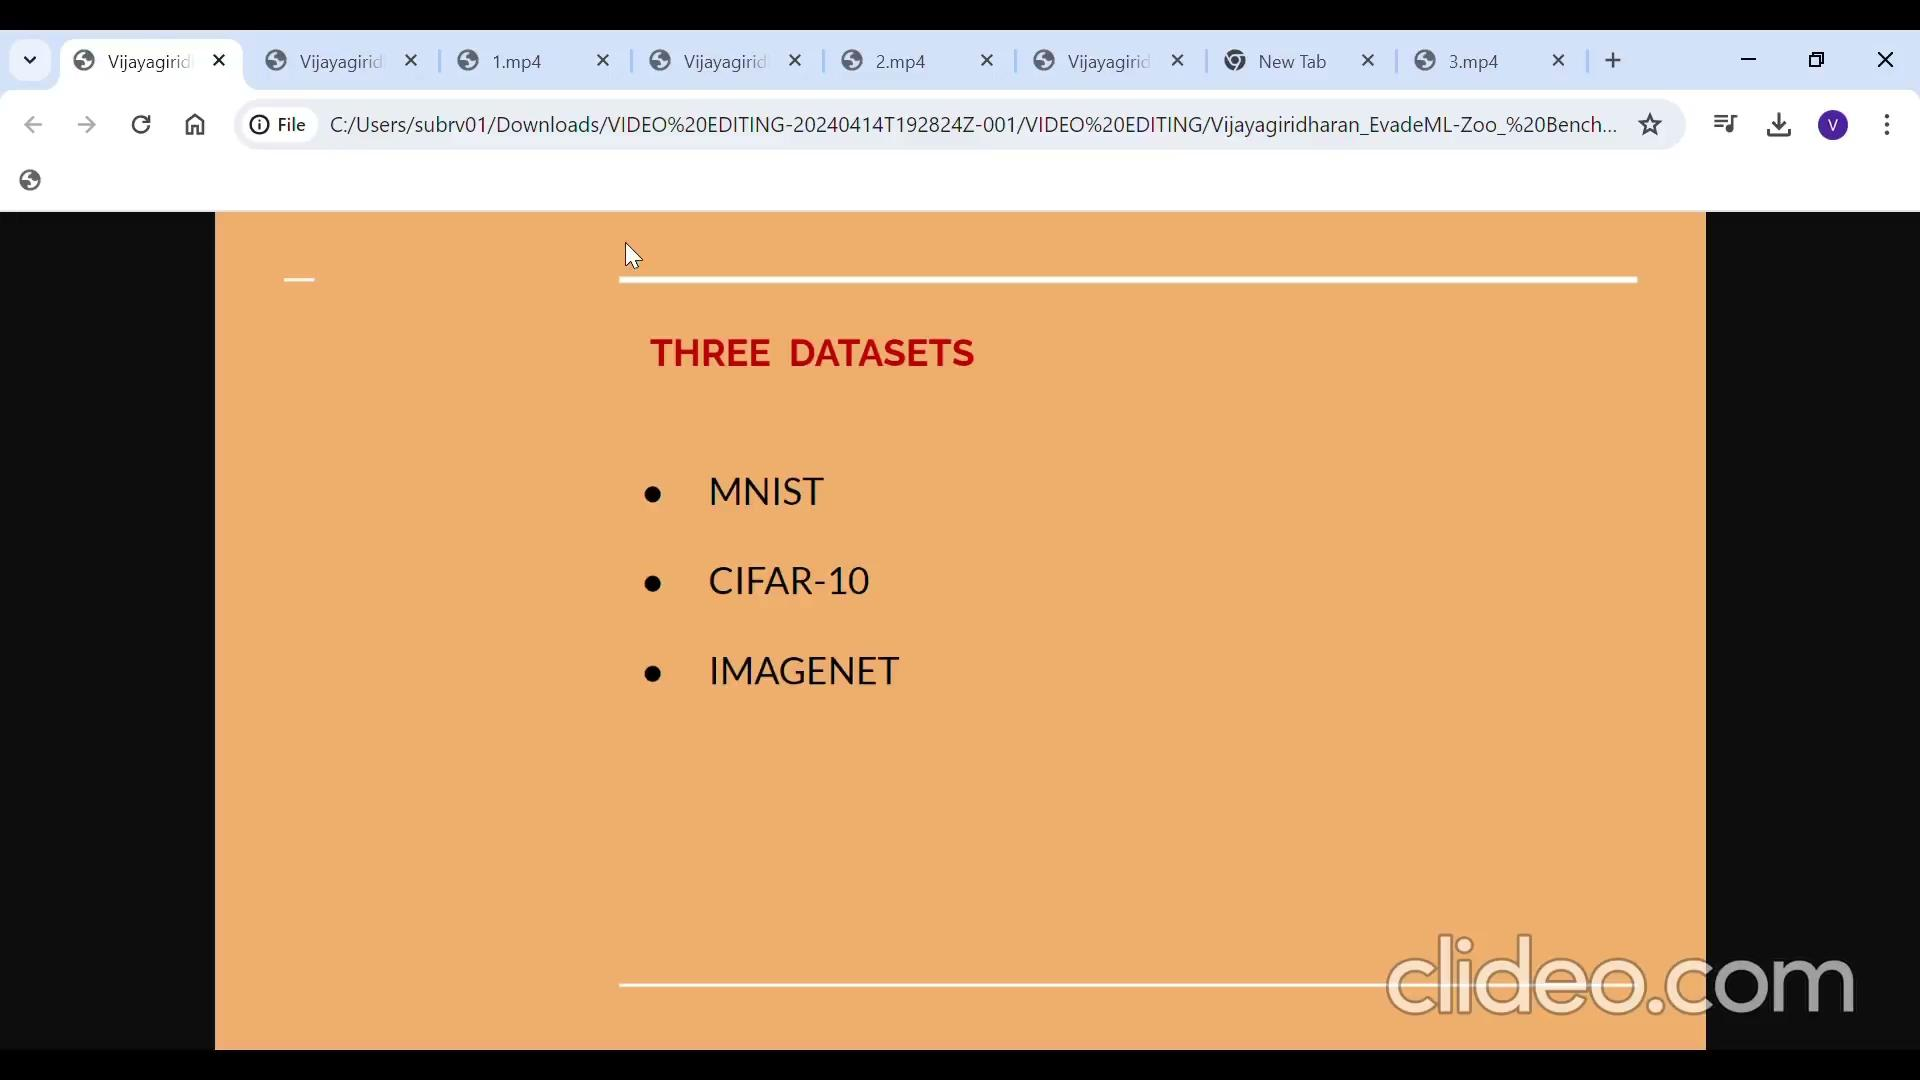 Vijayagirid
Vijayagirid
1.mp4
Vijayagirid
2.mp4
Vijayagirid
New Tab
3.mp4
File
C:/Users/subrv01/Downloads/VIDEO%20EDITING-20240414T192824Z-001/VIDEO%20EDITING/Vijayagiridharan_EvadeML-Zoo_%20Bench...
V
THREE DATASETS
● MNIST
● CIFAR-10
● IMAGENET
clideo.com